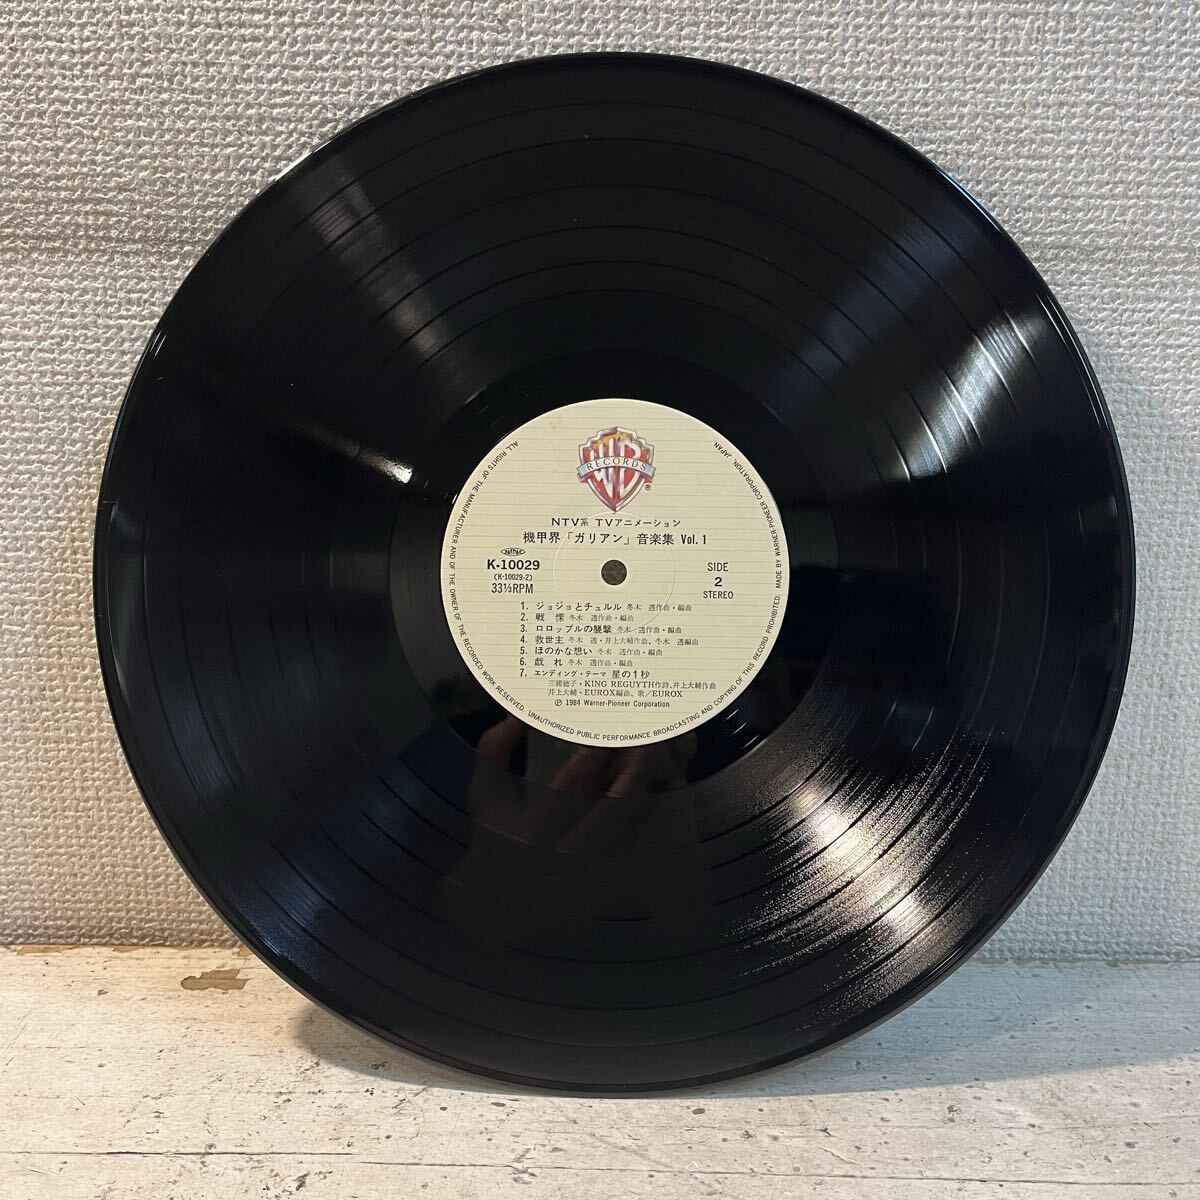 RECORDS
®
NTV系 TVアニメーション
機甲界「ガリアン」音楽集 Vol.1
K-10029
(K-10029-2)
33⅓RPM
SIDE
2
STEREO
1. ジョジョとチュルル 冬木 透作曲・編曲
2. 戦慄 冬木 透作曲・編曲
3. ロロップルの襲撃 冬木 透作曲・編曲
4. 救世主 冬木 透・井上大輔作曲、冬木 透編曲
5. ほのかな想い 冬木 透作曲・編曲
6. 戯れ 冬木 透作曲・編曲
7. エンディング・テーマ 星の1秒
三浦徳子・KING REGUYTH作詩、井上大輔作曲
井上大輔・EUROX編曲、歌/EUROX
Ⓟ 1984 Warner-Pioneer Corporation
ALL RIGHTS OF THE MANUFACTURER AND OF THE OWNER OF THE RECORDED WORK RESERVED. UNAUTHORIZED PUBLIC PERFORMANCE BROADCASTING AND COPYING OF THIS RECORD PROHIBITED. MADE BY WARNER-PIONEER CORPORATION, JAPAN